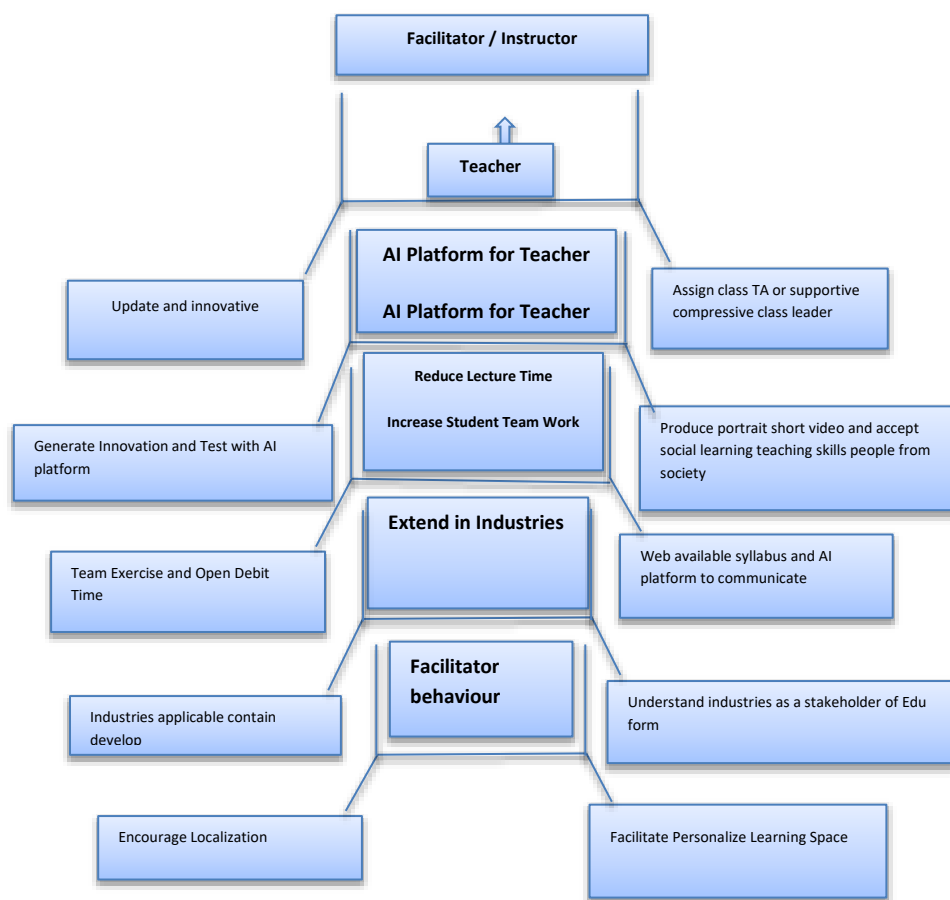 Facilitator / Instructor
Teacher
AI Platform for Teacher
AI Platform for Teacher
Update and innovative
Assign class TA or supportive
compressive class leader
Reduce Lecture Time
Increase Student Team Work
Generate Innovation and Test with AI
platform
Produce portrait short video and accept
social learning teaching skills people from
society
Extend in Industries
Team Exercise and Open Debit
Time
Web available syllabus and AI
platform to communicate
Facilitator
behaviour
Industries applicable contain
develop
Understand industries as a stakeholder of Edu
form
Encourage Localization
Facilitate Personalize Learning Space